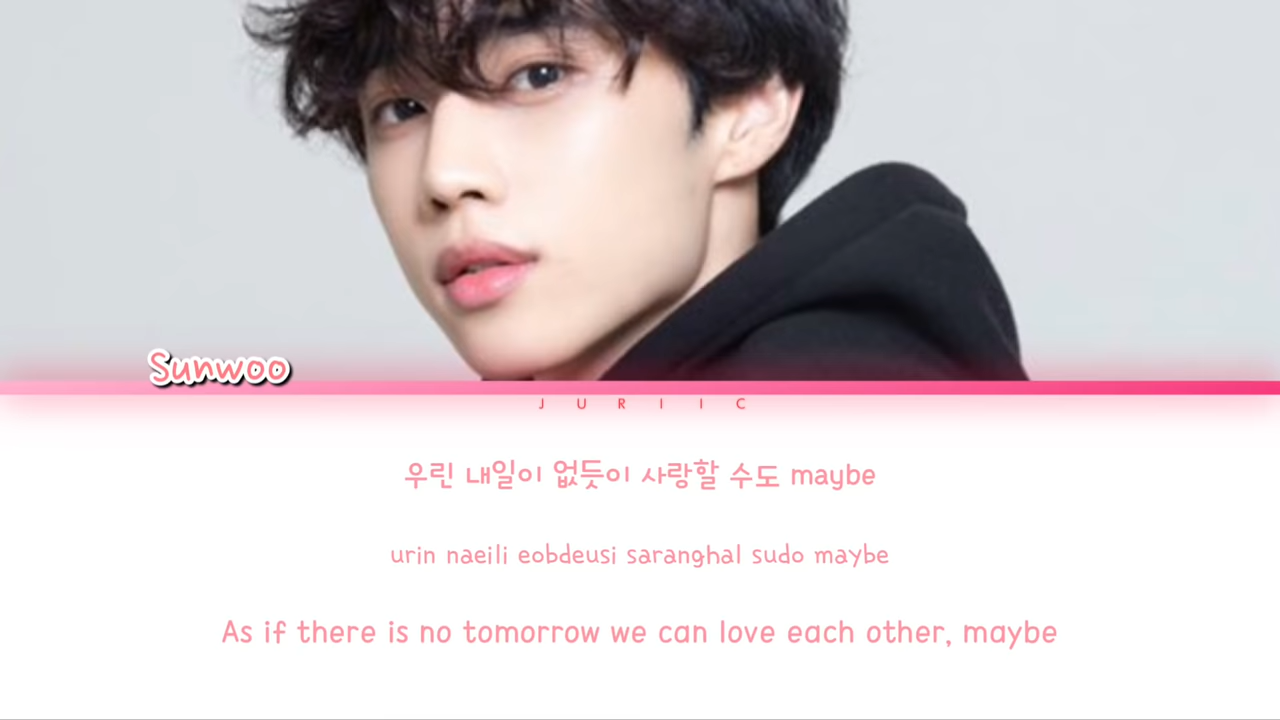 Sunwoo
JURIIC
우린 내일이 없듯이 사랑할 수도 maybe
urin naeili eobdeusi saranghal sudo maybe
As if there is no tomorrow we can love each other, maybe